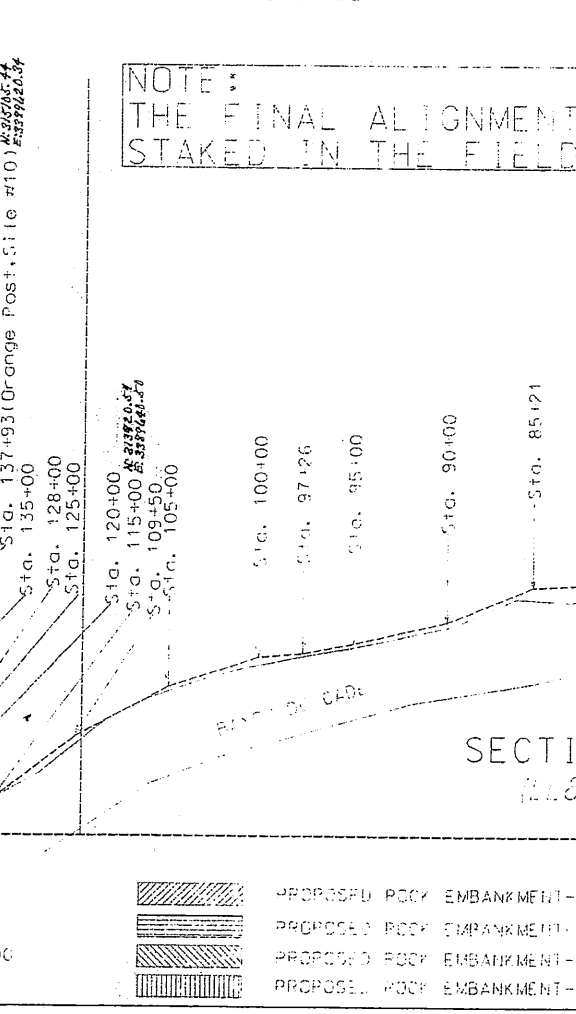 NOTE:
THE FINAL ALIGNMENT
STAKED IN THE FIELD
Sta. 137+93(Orange Post,Site #10)
E:3399620.34
Sta. 135+00
Sta. 128+00
Sta. 125+00
Sta. 120+00
Sta. 115+00
Sta. 109+50
Sta. 105+00
Sta. 100+00
Sta. 97+26
Sta. 95+00
Sta. 90+00
Sta. 85+21
CADE
SECTI
PROPOSED ROCK EMBANKMENT-
PROPOSED ROCK EMBANKMENT-
PROPOSED ROCK EMBANKMENT-
PROPOSED ROCK EMBANKMENT-